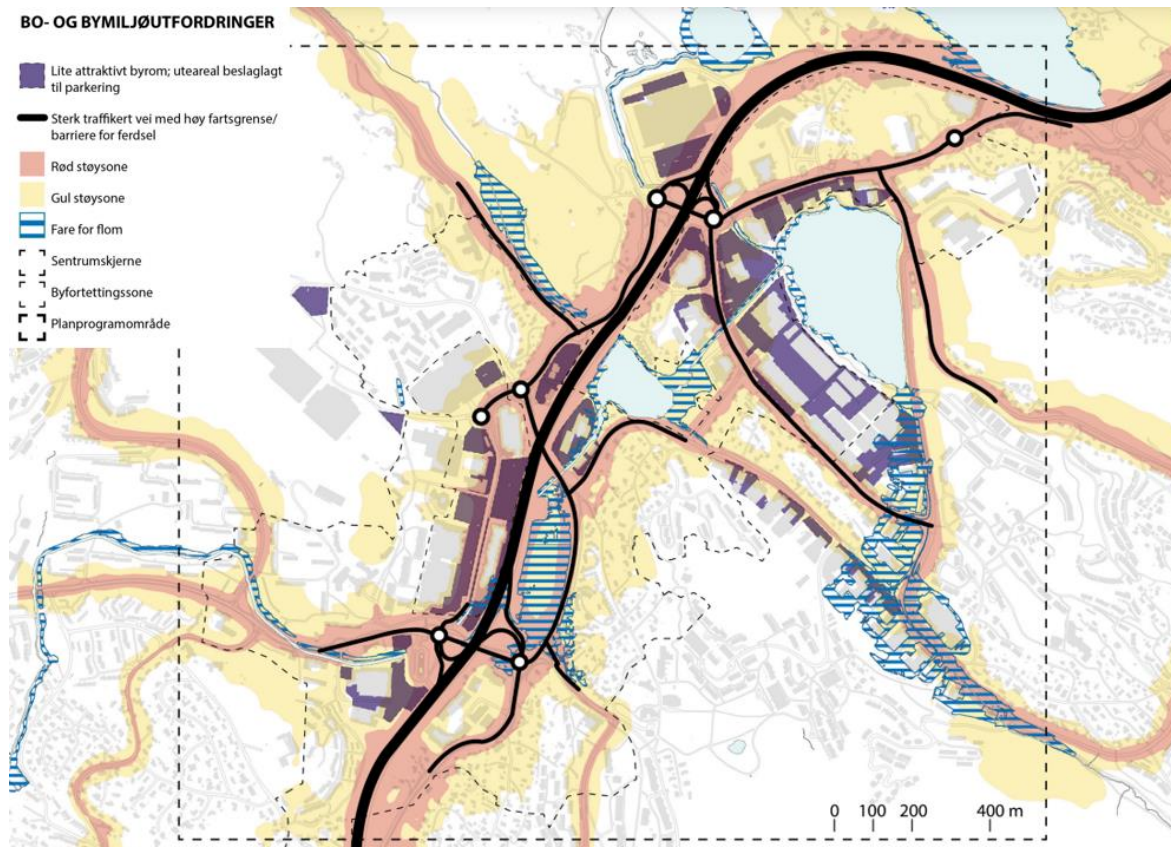 BO- OG BYMILJØUTFORDRINGER
Lite attraktivt byrom; uteareal beslaglagt
til parkering
Sterk traffikert vei med høy fartsgrense/
barriere for ferdsel
Rød støysone
Gul støysone
Fare for flom
Sentrumskjerne
Byfortettingssone
Planprogramområde
0 100 200 400 m